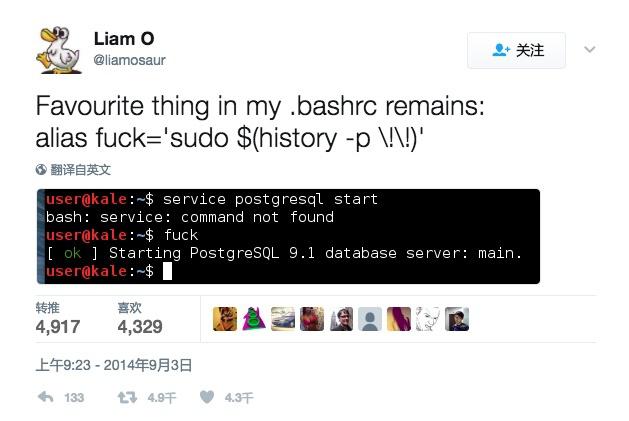 Liam O
@liamosaur
关注
Favourite thing in my .bashrc remains:
alias fuck='sudo $(history -p \!\!)'
翻译自英文
user@kale:~$ service postgresql start
bash: service: command not found
user@kale:~$ fuck
[ ok ] Starting PostgreSQL 9.1 database server: main.
user@kale:~$
转推 喜欢
4,917 4,329
上午9:23 - 2014年9月3日
133 4.9千 4.3千